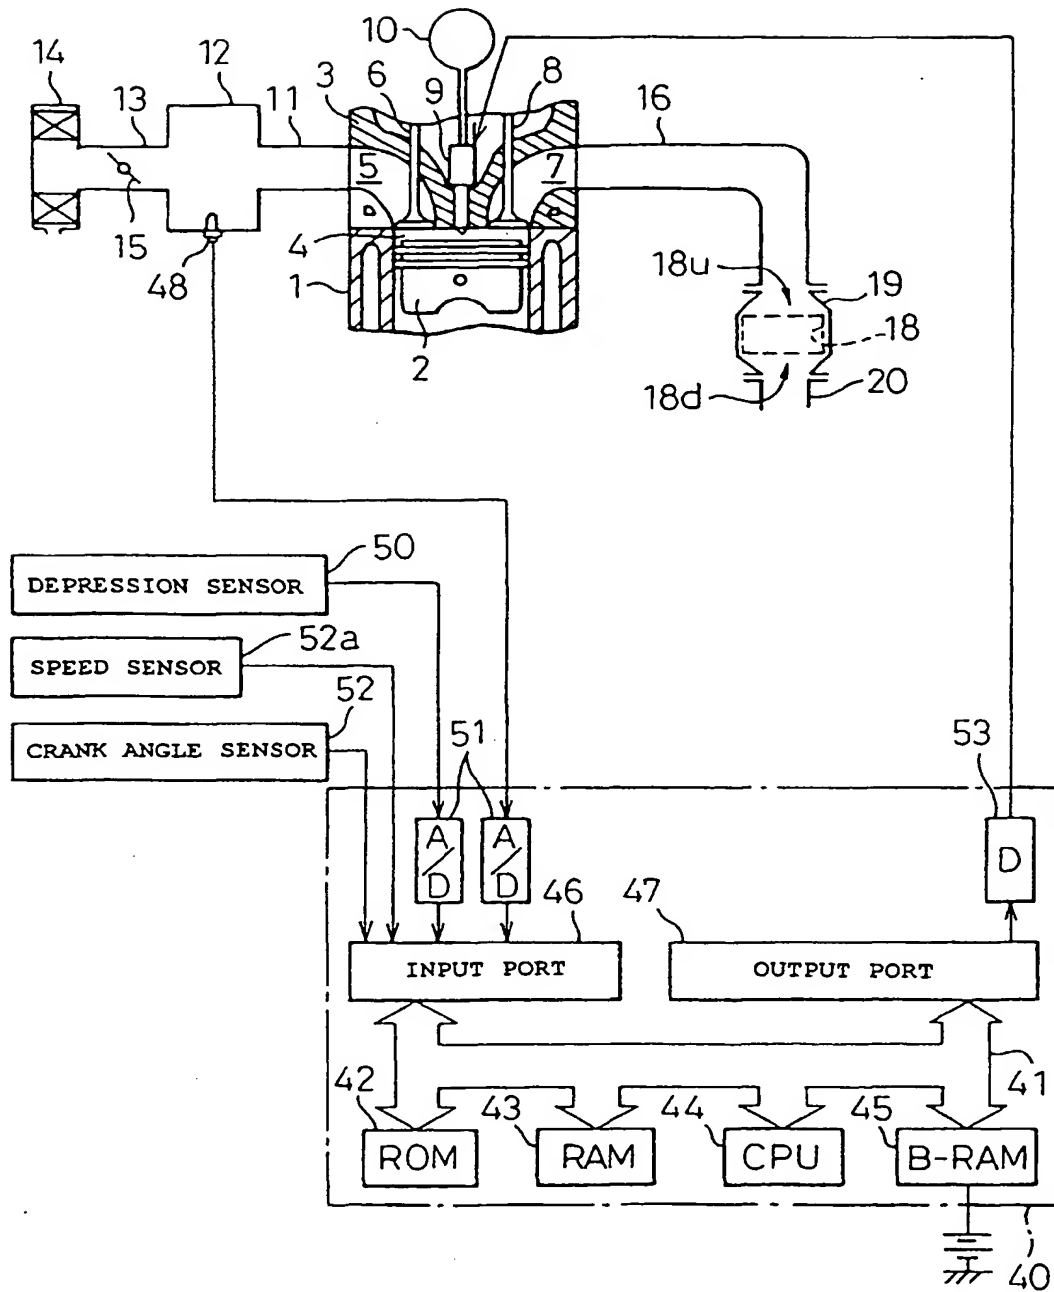 10
14
12
6
8
13
11
3
9
16
5
7
15
4
48
1
18u
19
2
18
18d
20
50
DEPRESSION SENSOR
52a
SPEED SENSOR
52
CRANK ANGLE SENSOR
51
53
A/D
A/D
D
46
47
INPUT PORT
OUTPUT PORT
42
43
44
45
41
ROM
RAM
CPU
B-RAM
40